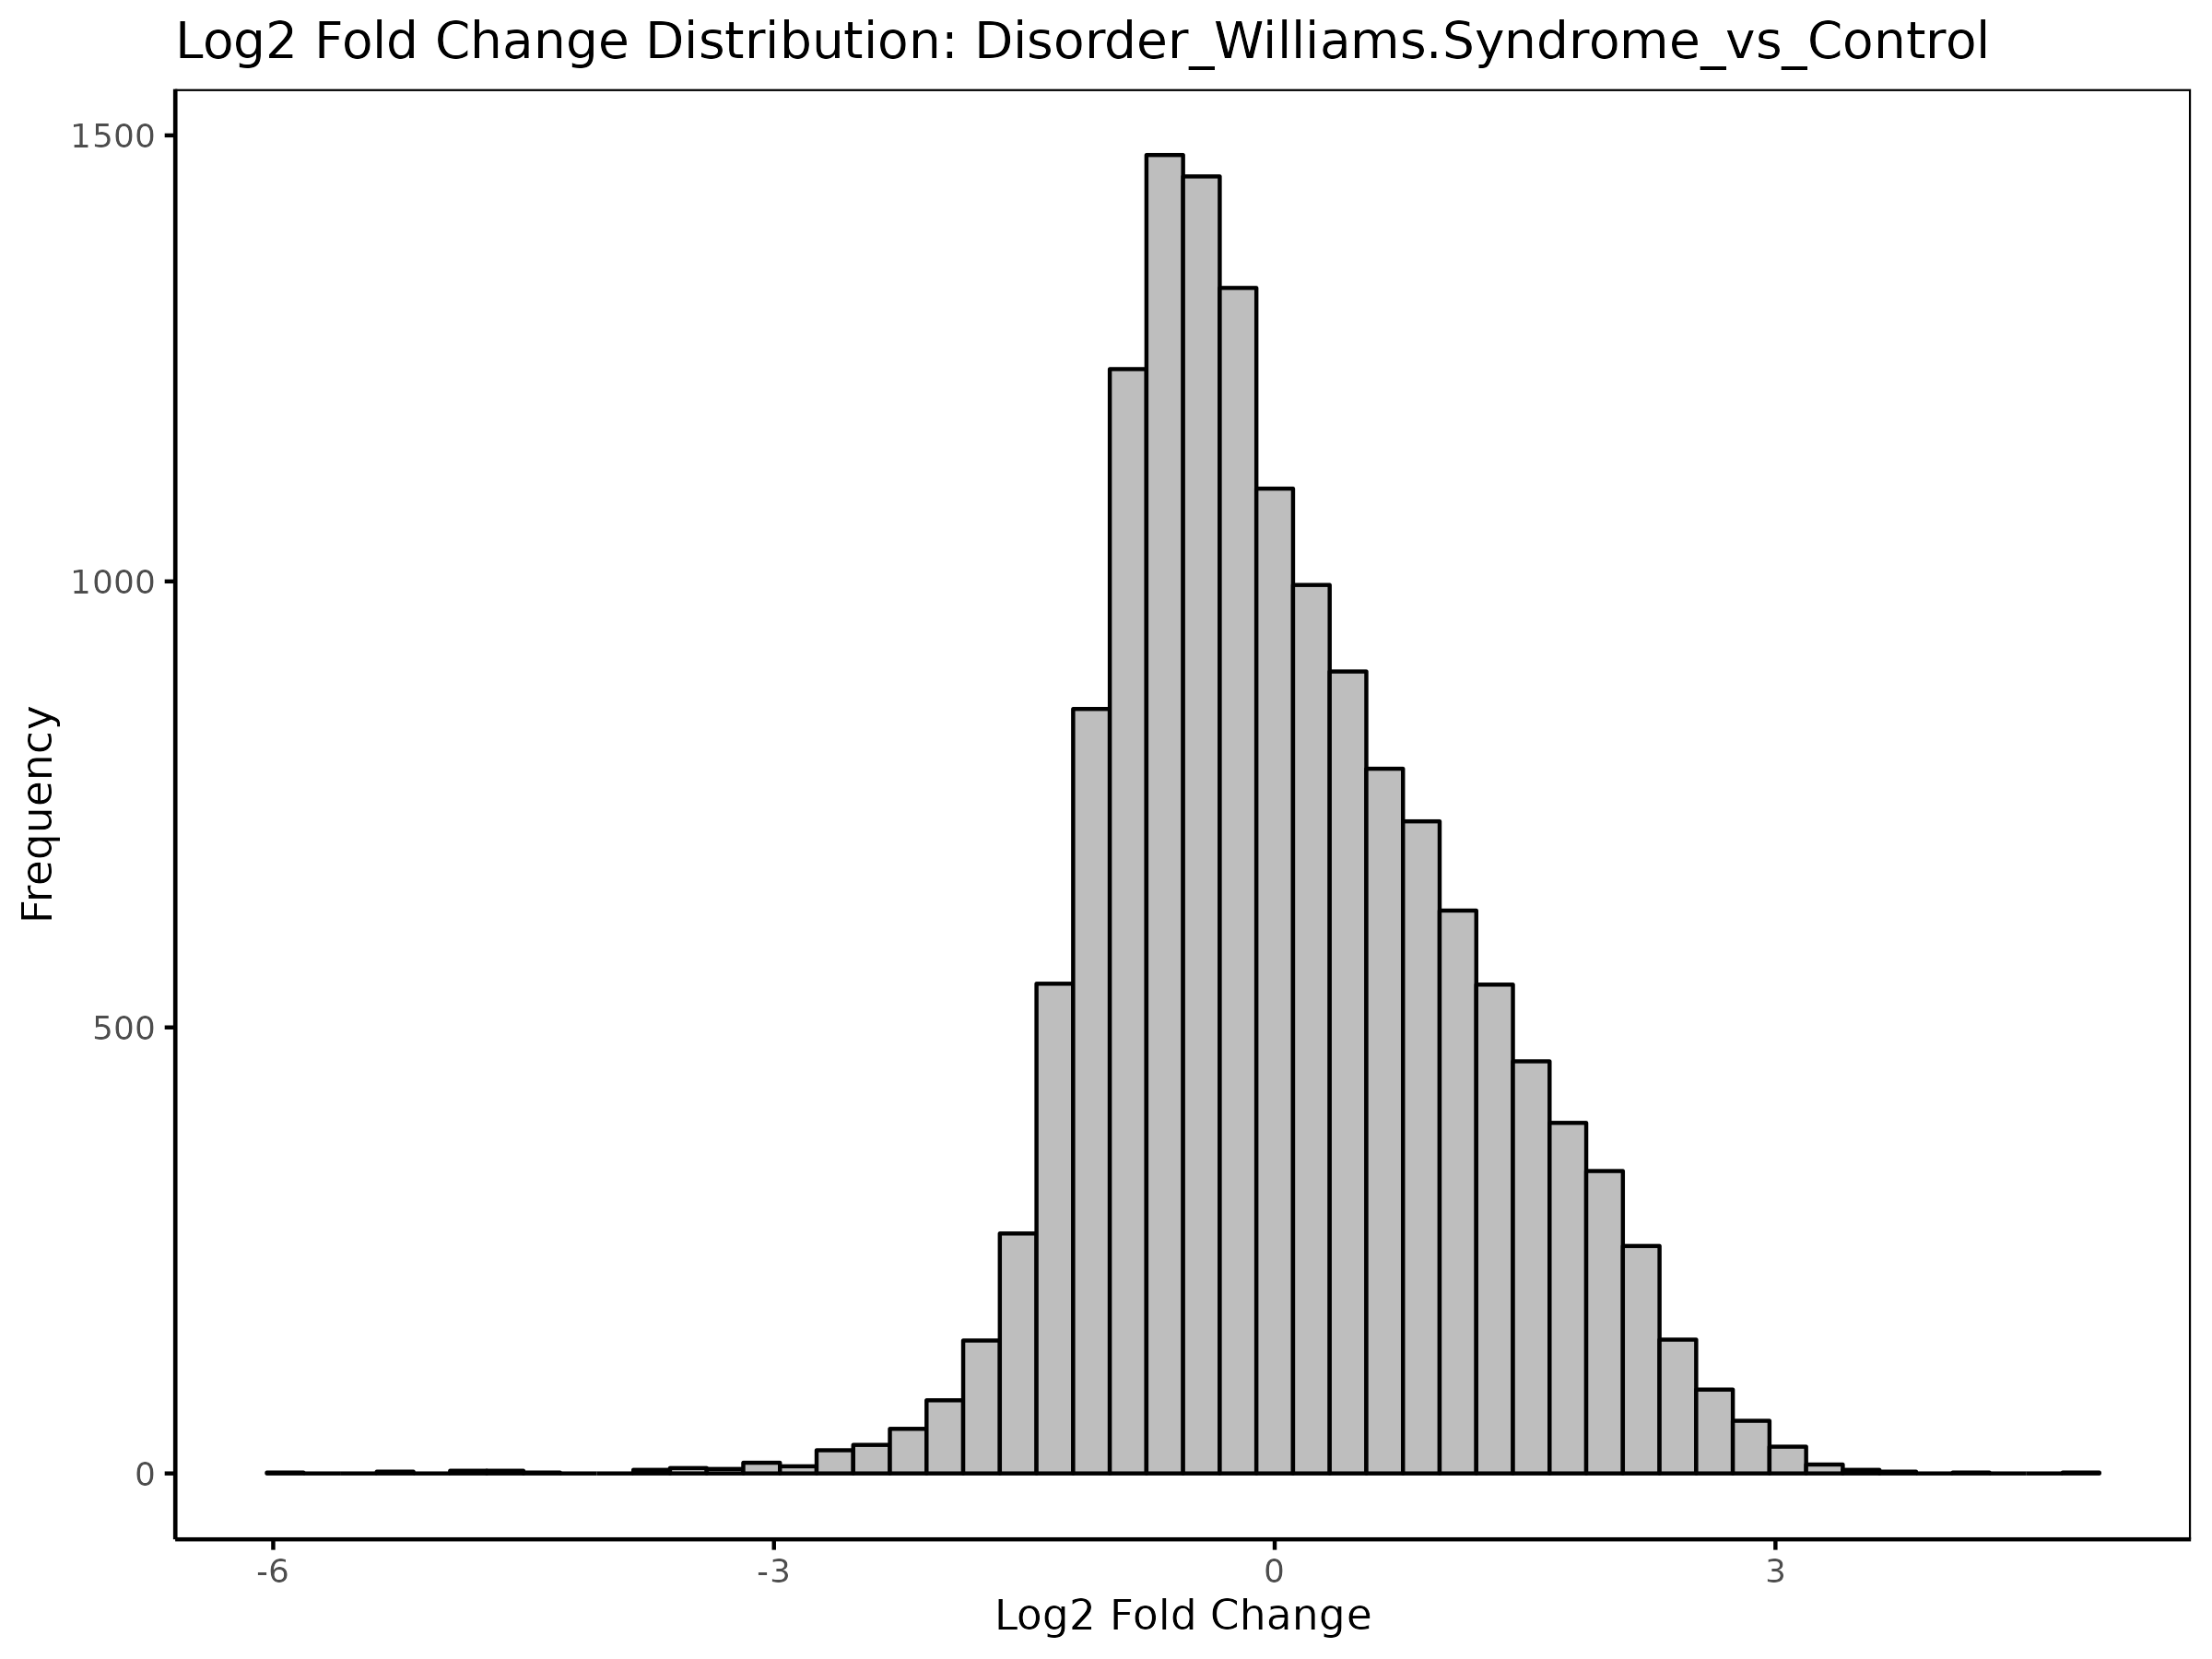 Log2 Fold Change Distribution: Disorder_Williams.Syndrome_vs_Control
1500
1000
500
0
Frequency
-6
-3
0
3
Log2 Fold Change